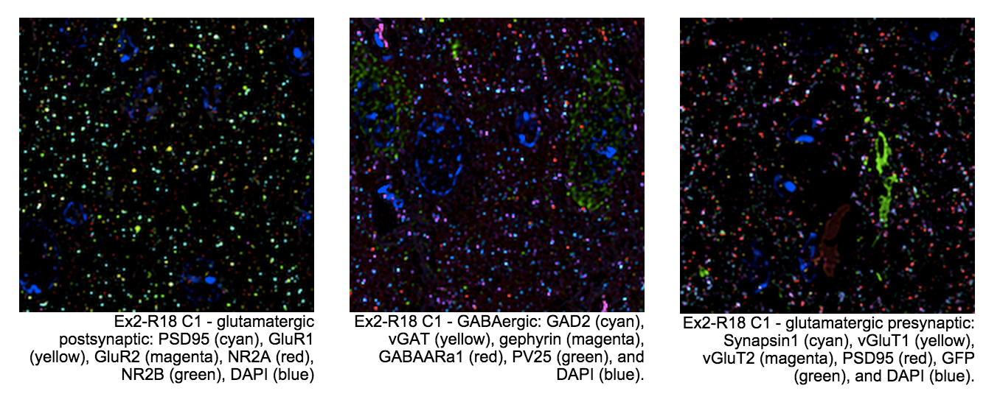 Ex2-R18 C1 - glutamatergic
postsynaptic: PSD95 (cyan), GluR1
(yellow), GluR2 (magenta), NR2A (red),
NR2B (green), DAPI (blue)
Ex2-R18 C1 - GABAergic: GAD2 (cyan),
vGAT (yellow), gephyrin (magenta),
GABAARa1 (red), PV25 (green), and
DAPI (blue).
Ex2-R18 C1 - glutamatergic presynaptic:
Synapsin1 (cyan), vGluT1 (yellow),
vGluT2 (magenta), PSD95 (red), GFP
(green), and DAPI (blue).